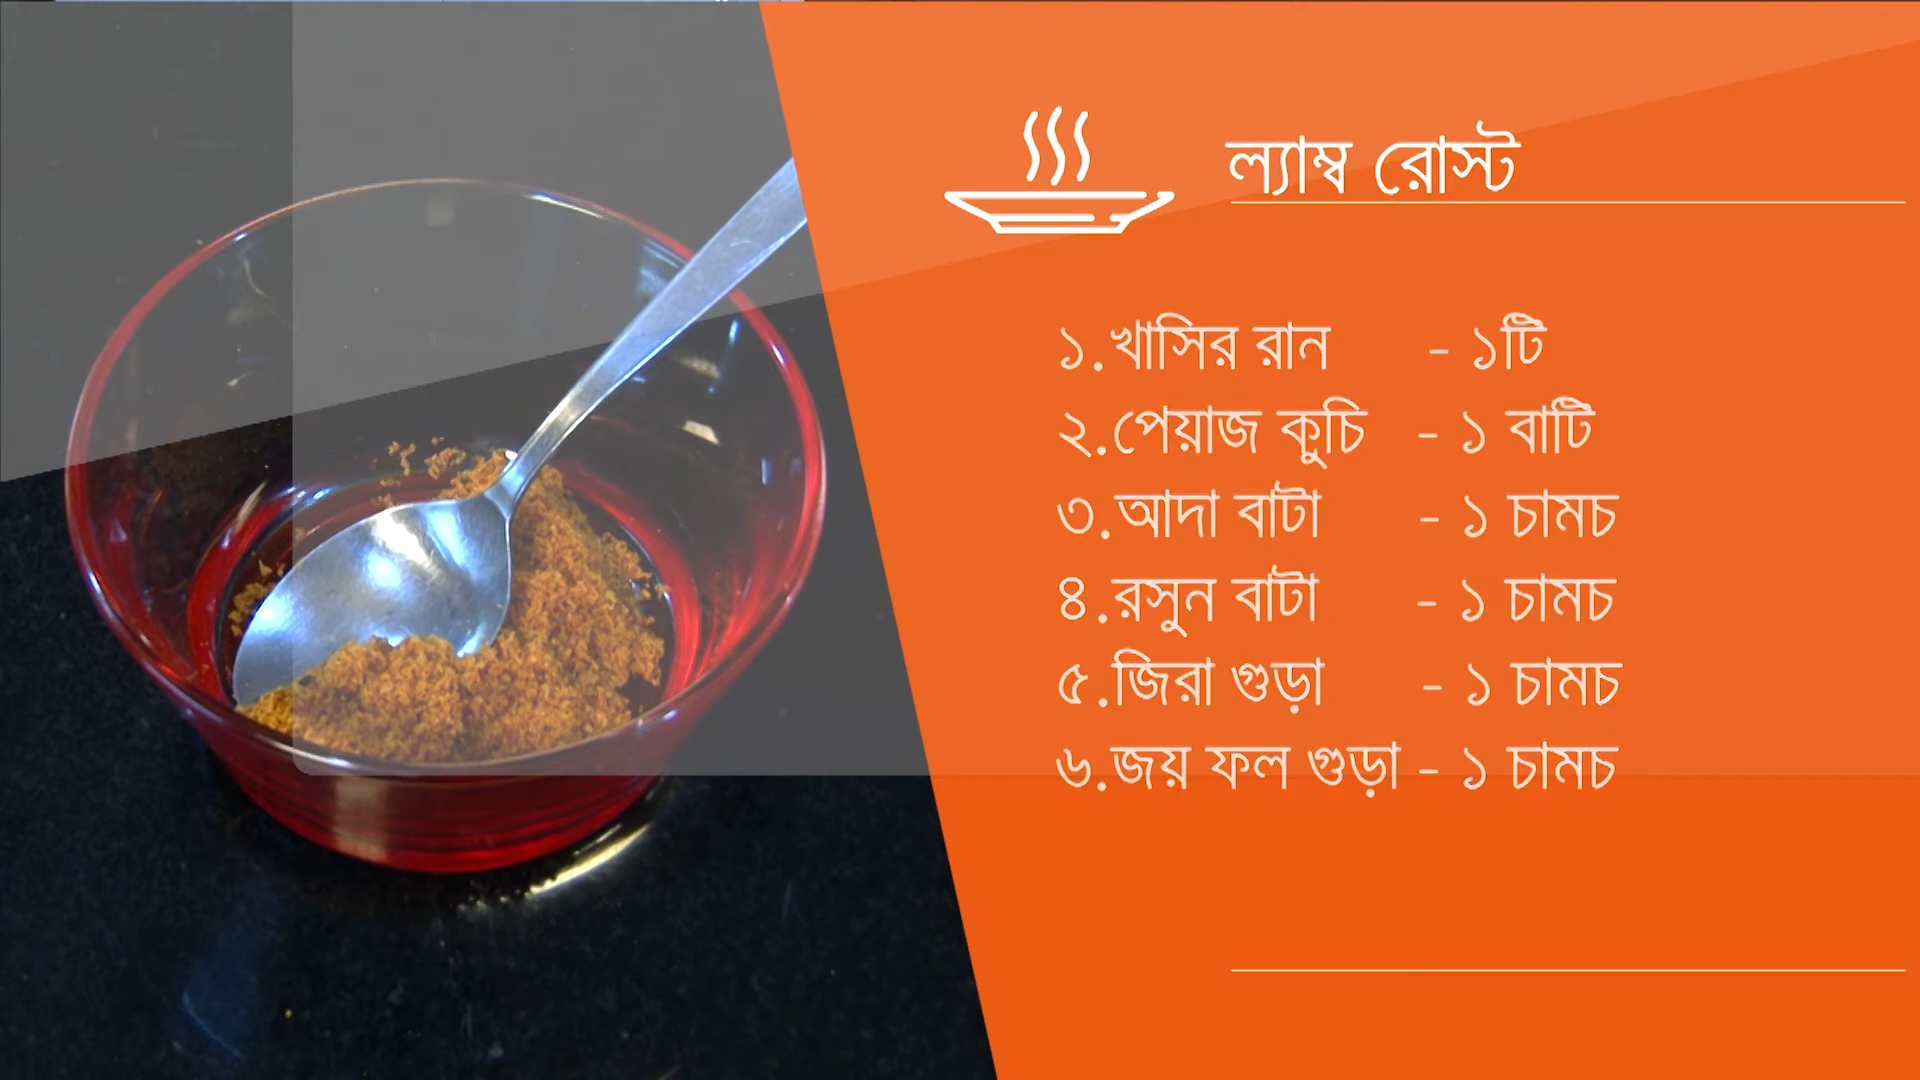 ল্যাম্ব রোস্ট
১.খাসির রান - ১টি
২.পেয়াজ কুচি - ১ বাটি
৩.আদা বাটা - ১ চামচ
৪.রসুন বাটা - ১ চামচ
৫.জিরা গুড়া - ১ চামচ
৬.জয় ফল গুড়া - ১ চামচ